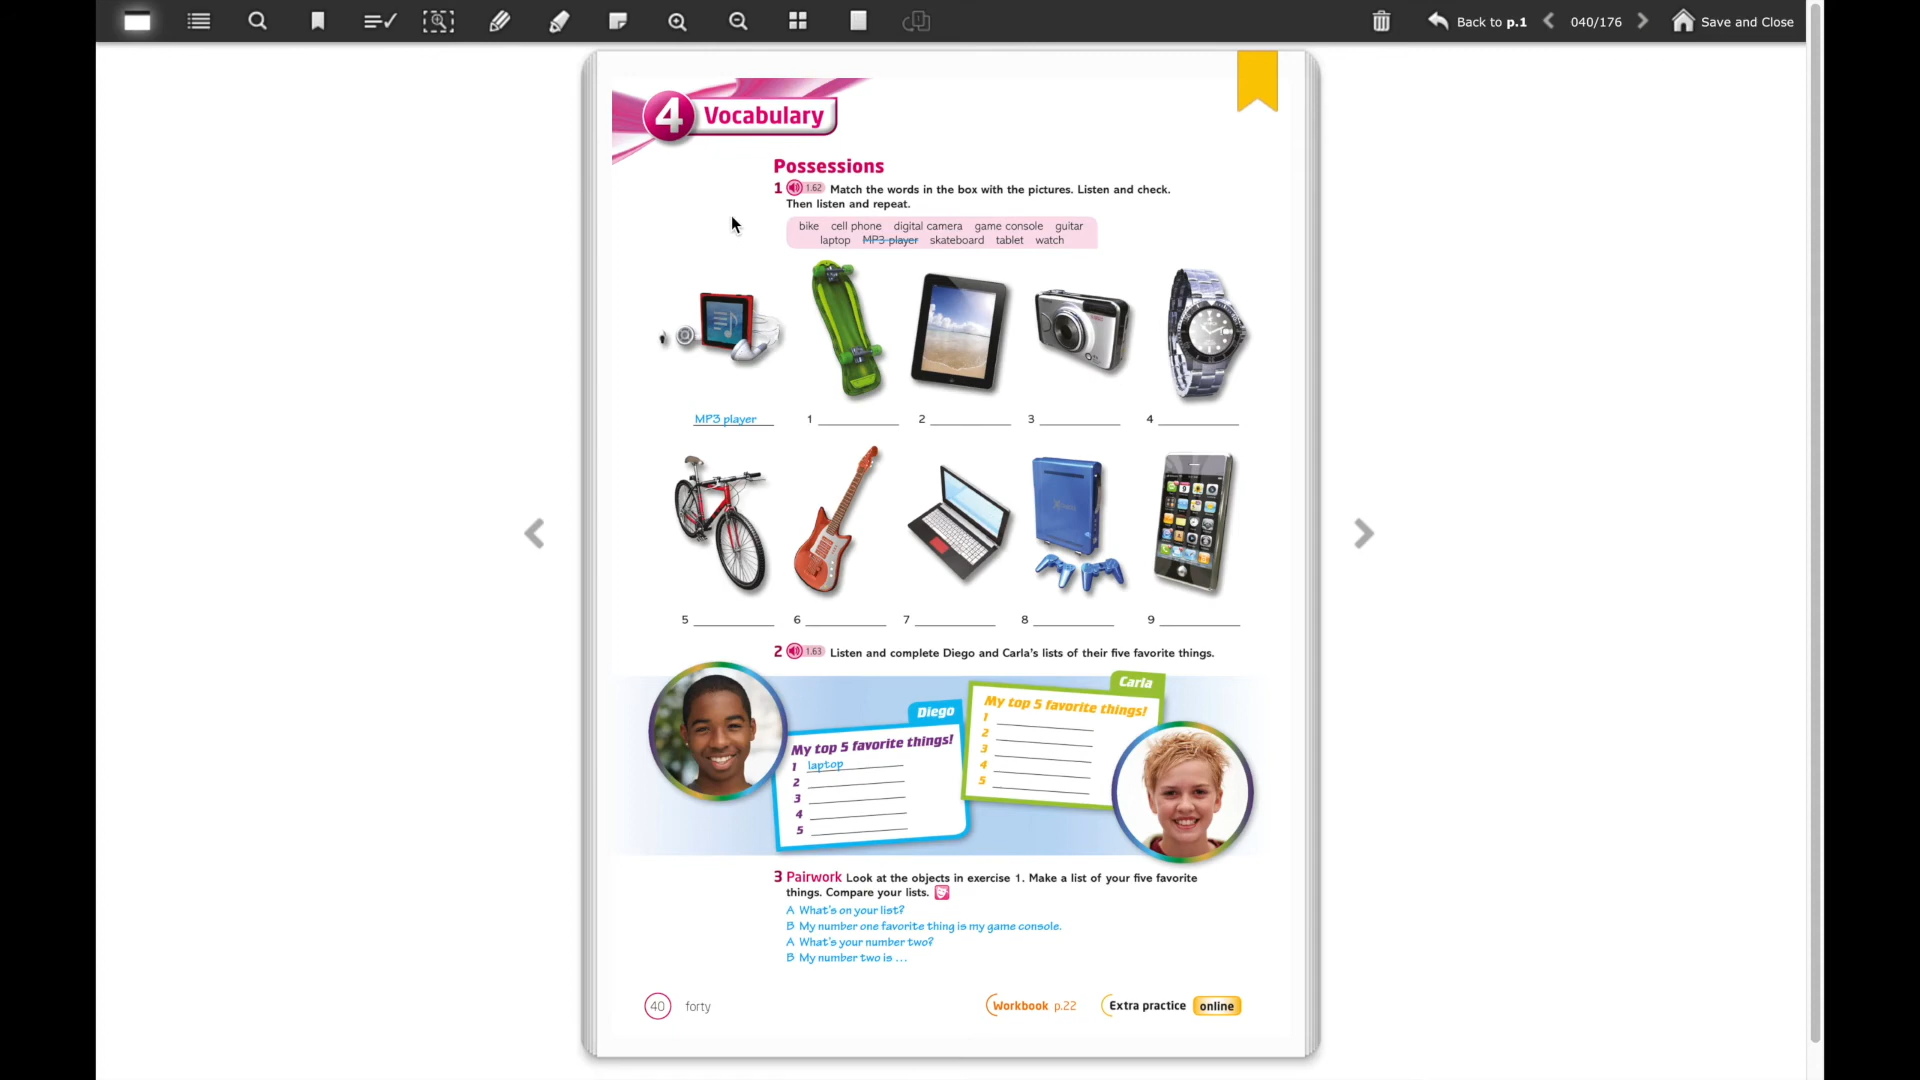 Back to p.1
040/176
Save and Close
4 Vocabulary
Possessions
1 1.62 Match the words in the box with the pictures. Listen and check.
Then listen and repeat.
bike cell phone digital camera game console guitar
laptop MP3 player skateboard tablet watch
MP3 player 1 2 3 4
5 6 7 8 9
2 1.63 Listen and complete Diego and Carla's lists of their five favorite things.
Diego
My top 5 favorite things!
1 laptop
2
3
4
5
Carla
My top 5 favorite things!
1
2
3
4
5
3 Pairwork Look at the objects in exercise 1. Make a list of your five favorite
things. Compare your lists.
A What's on your list?
B My number one favorite thing is my game console.
A What's your number two?
B My number two is ...
40 forty
Workbook p.22
Extra practice online